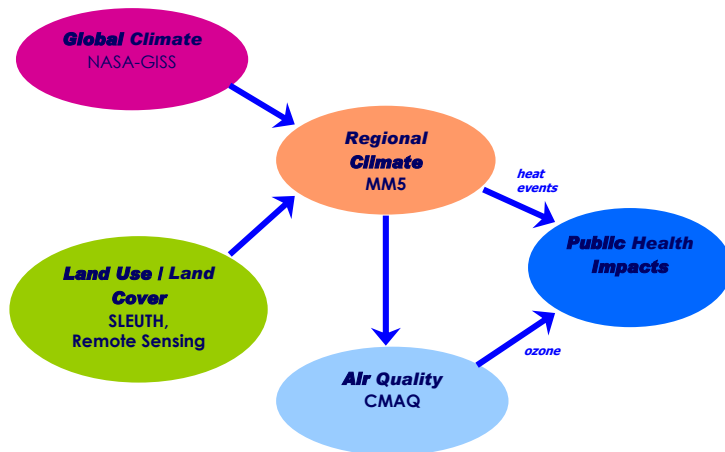 Global Climate
NASA-GISS
Regional
Climate
MM5
heat
events
Public Health
Impacts
Land Use / Land
Cover
SLEUTH,
Remote Sensing
ozone
Air Quality
CMAQ